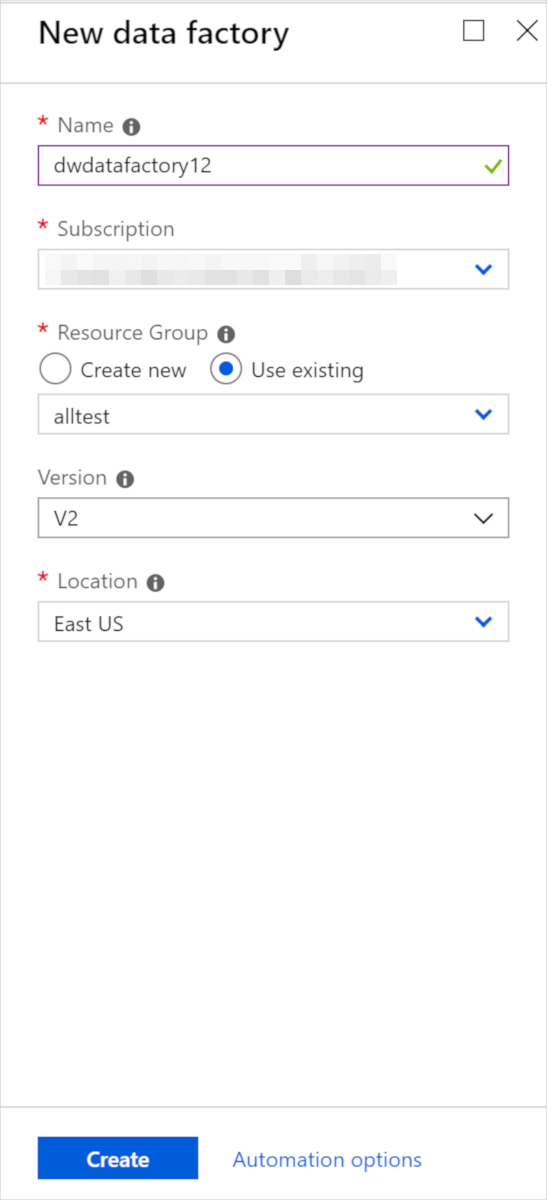 New data factory
* Name
dwdatafactory12
* Subscription
* Resource Group
Create new Use existing
alltest
Version
V2
* Location
East US
Create Automation options